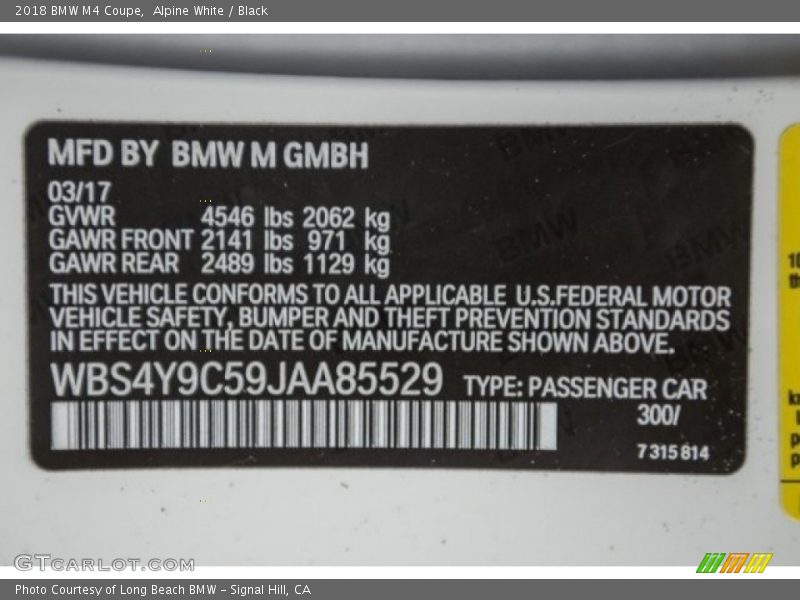 2018 BMW M4 Coupe,  Alpine White / Black
MFD BY BMW M GMBH
03/17
GVWR 4546 lbs 2062 kg
GAWR FRONT 2141 lbs 971 kg
GAWR REAR 2489 lbs 1129 kg
THIS VEHICLE CONFORMS TO ALL APPLICABLE U.S.FEDERAL MOTOR
VEHICLE SAFETY, BUMPER AND THEFT PREVENTION STANDARDS
IN EFFECT ON THE DATE OF MANUFACTURE SHOWN ABOVE.
WBS4Y9C59JAA85529 TYPE: PASSENGER CAR
300/
7 315 814
GTCARLOT.COM
Photo Courtesy of Long Beach BMW – Signal Hill, CA